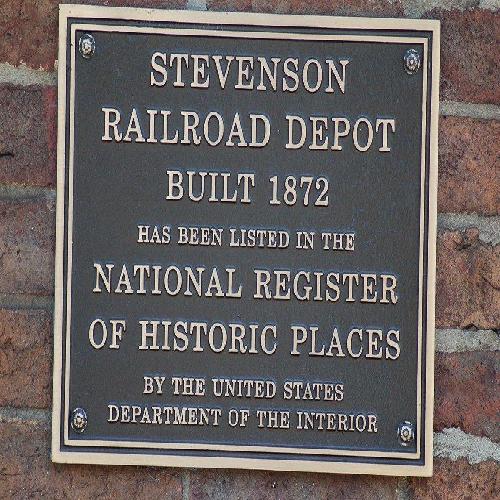 STEVENSON
RAILROAD DEPOT
BUILT 1872
HAS BEEN LISTED IN THE
NATIONAL REGISTER
OF HISTORIC PLACES
BY THE UNITED STATES
DEPARTMENT OF THE INTERIOR